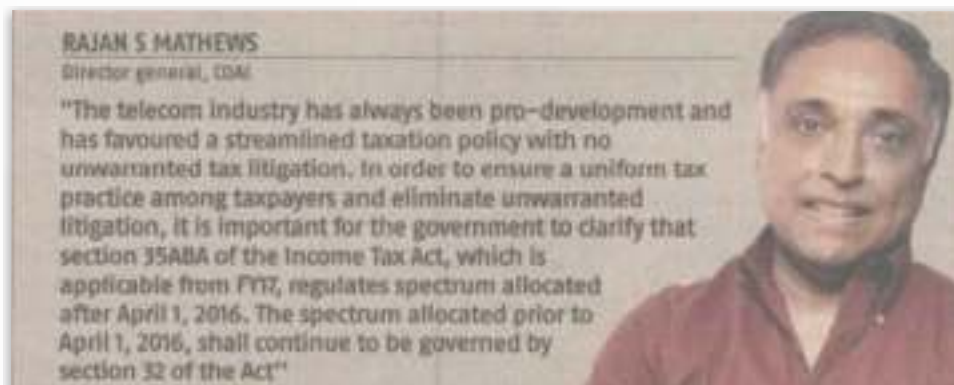 RAJAN S MATHEWS
Director general, COAI
"The telecom industry has always been pro-development and
has favoured a streamlined taxation policy with no
unwarranted tax litigation. In order to ensure a uniform tax
practice among taxpayers and eliminate unwarranted
litigation, it is important for the government to clarify that
section 35ABA of the Income Tax Act, which is
applicable from FY17, regulates spectrum allocated
after April 1, 2016. The spectrum allocated prior to
April 1, 2016, shall continue to be governed by
section 32 of the Act"